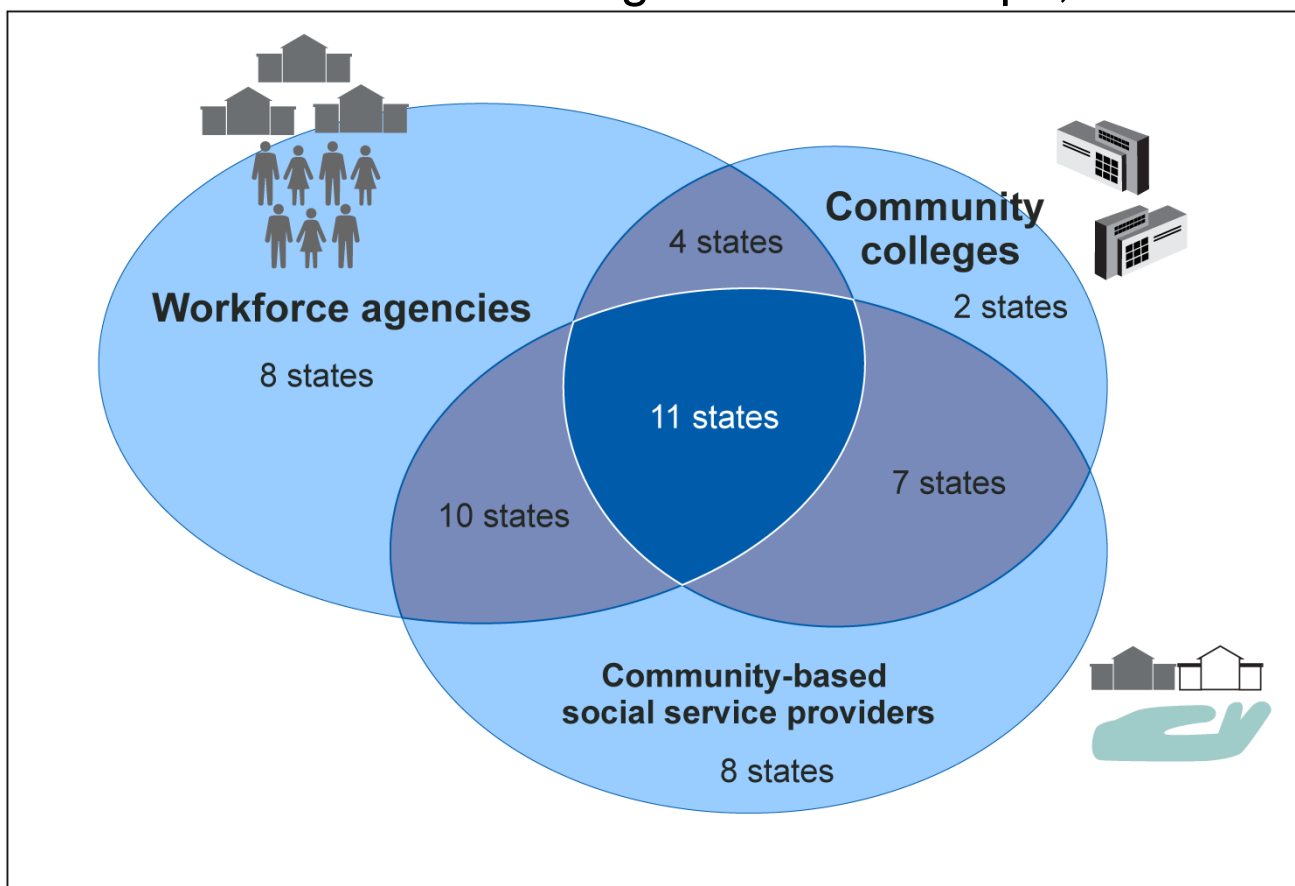 4 states
Community
colleges
2 states
Workforce agencies
8 states
11 states
7 states
10 states
Community-based
social service providers
8 states